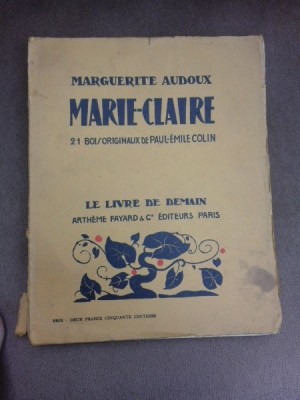 MARGUERITE AUDOUX
MARIE-CLAIRE
21 BOIS ORIGINAUX DE PAUL-ÉMILE COLIN
LE LIVRE DE DEMAIN
ARTHÈME FAYARD & Cie ÉDITEURS PARIS
PRIX : DEUX FRANCS CINQUANTE CENTIMES